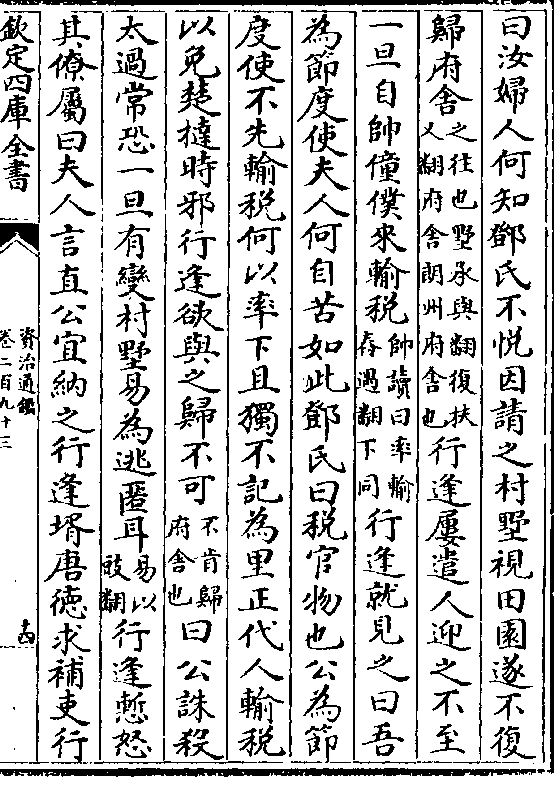 曰汝婦人何知鄧氏不悅因請之村墅視田園遂不復
歸府舍之往也墅承與翻復扶又翻府舍朗州府舍也行逢屢遣人迎之不至
一旦自帥僮僕來輸税帥讀曰率輸春遇翻下同行逢就見之曰吾
為節度使夫人何自苦如此鄧氏曰税官物也公為節
度使不先輸税何以率下且獨不記為里正代人輸税
以免楚撻時邪行逢欲與之歸不可不肯歸府舍也曰公誅殺
太過常恐一旦有變村墅易為逃匿耳易以豉翻行逢慙怒
其僚屬曰夫人言直公宜納之行逢壻唐德求補吏行
欽定四庫全書
資治通鑑
卷二百九十三
十四